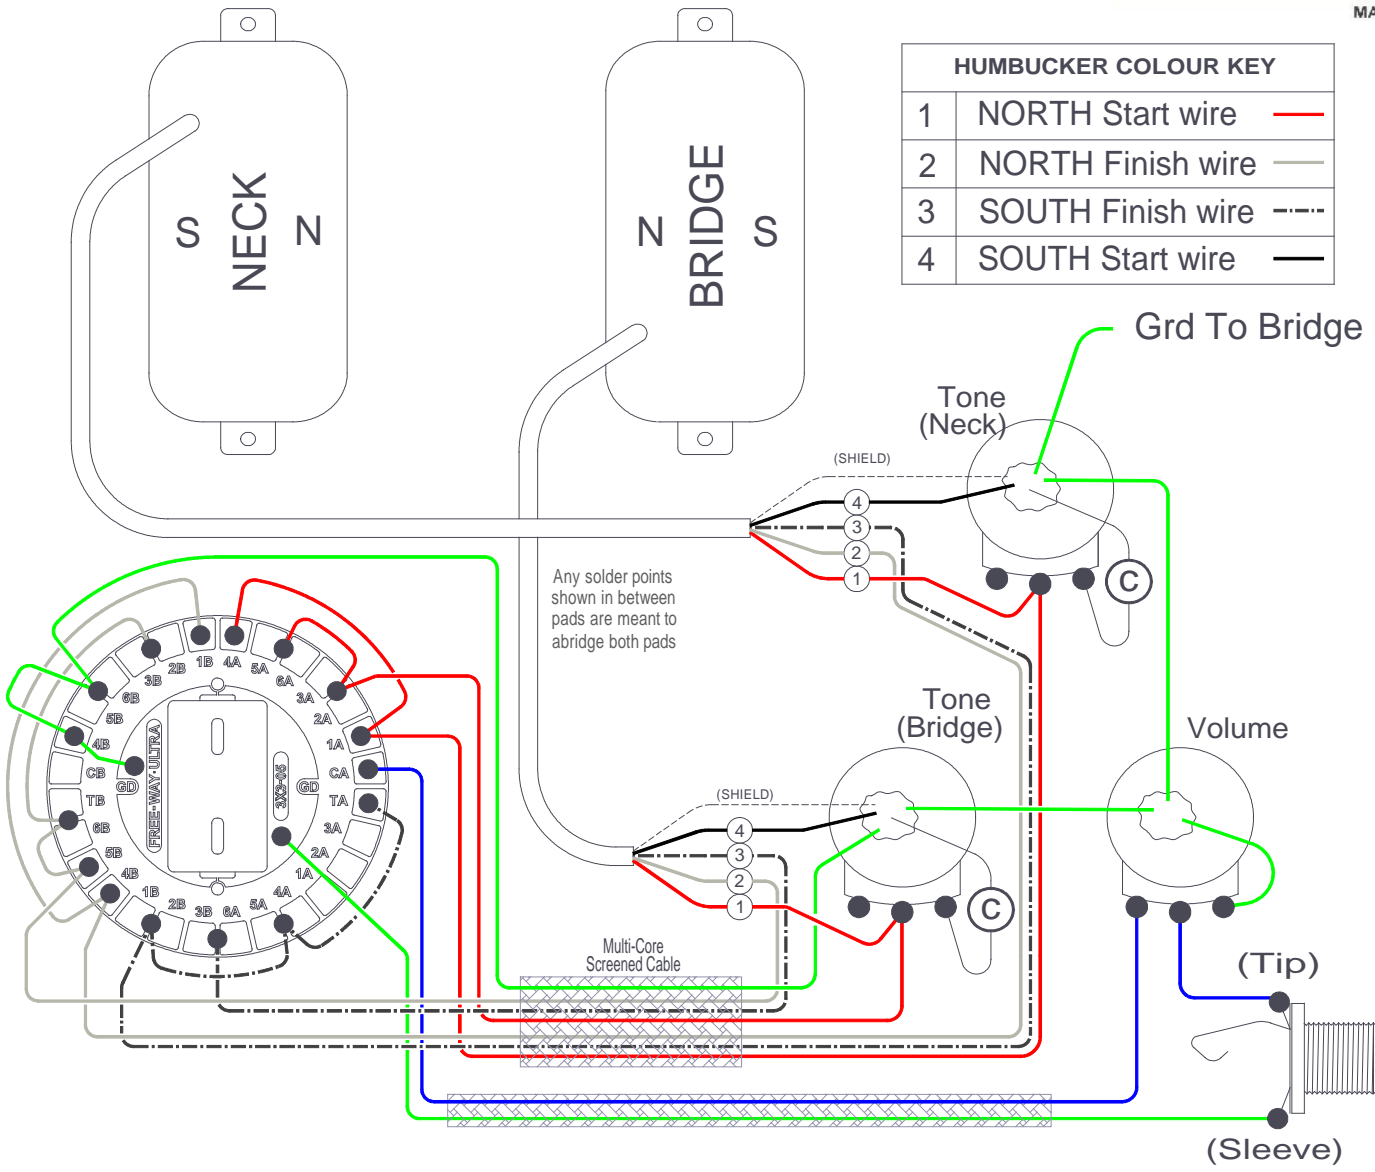 MA
HUMBUCKER COLOUR KEY
1 NORTH Start wire
2 NORTH Finish wire
3 SOUTH Finish wire
4 SOUTH Start wire
NECK
S N
BRIDGE
N S
Grd To Bridge
Tone
(Neck)
(SHIELD)
4
3
2
1
C
Any solder points
shown in between
pads are meant to
abridge both pads
Tone
(Bridge)
Volume
(SHIELD)
4
3
2
1
C
1B
4A
5A
6A
3A
2A
1A
CA
TA
3A
2A
1A
4A
5A
6A
3B
2B
1B
4B
5B
6B
TB
CB
4B
5B
6B
3B
2B
GD
GD
FREE-WAY-ULTRA
3X3-05
Multi-Core
Screened Cable
(Tip)
(Sleeve)